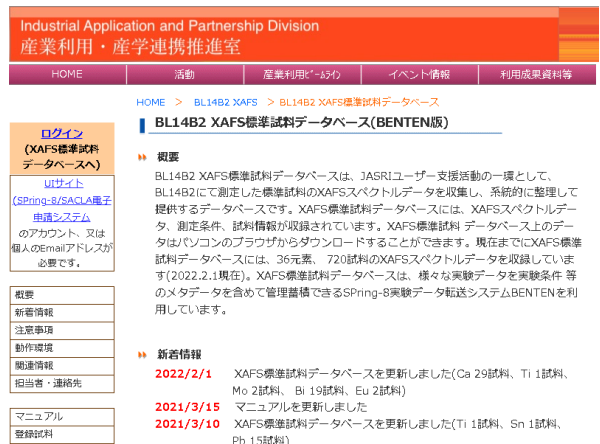 Industrial Application and Partnership Division
産業利用・産学連携推進室
HOME 活動 産業利用ﾋﾞｰﾑﾗｲﾝ イベント情報 利用成果資料等
HOME > BL14B2 XAFS > BL14B2 XAFS標準試料データベース
BL14B2 XAFS標準試料データベース(BENTEN版)
ログイン
(XAFS標準試料
データベースへ)
UIサイト
(SPring-8/SACLA電子
申請システム
のアカウント、又は
個人のEmailアドレスが
必要です。
概要
新着情報
注意事項
動作環境
関連情報
担当者・連絡先
マニュアル
登録試料
概要
BL14B2 XAFS標準試料データベースは、JASRIユーザー支援活動の一環として、
BL14B2にて測定した標準試料のXAFSスペクトルデータを収集し、系統的に整理して
提供するデータベースです。XAFS標準試料データベースには、XAFSスペクトルデー
タ、測定条件、試料情報が収録されています。XAFS標準試料 データベース上のデー
タはパソコンのブラウザからダウンロードすることができます。現在までにXAFS標準
試料データベースには、36元素、 720試料のXAFSスペクトルデータを収録していま
す(2022.2.1現在)。XAFS標準試料データベースは、様々な実験データを実験条件 等
のメタデータを含めて管理蓄積できるSPring-8実験データ転送システムBENTENを利
用しています。
新着情報
2022/2/1 XAFS標準試料データベースを更新しました(Ca 29試料、Ti 1試料、
Mo 2試料、 Bi 19試料、Eu 2試料)
2021/3/15 マニュアルを更新しました
2021/3/10 XAFS標準試料データベースを更新しました(Ti 1試料、Sn 1試料、
Pb 15試料)